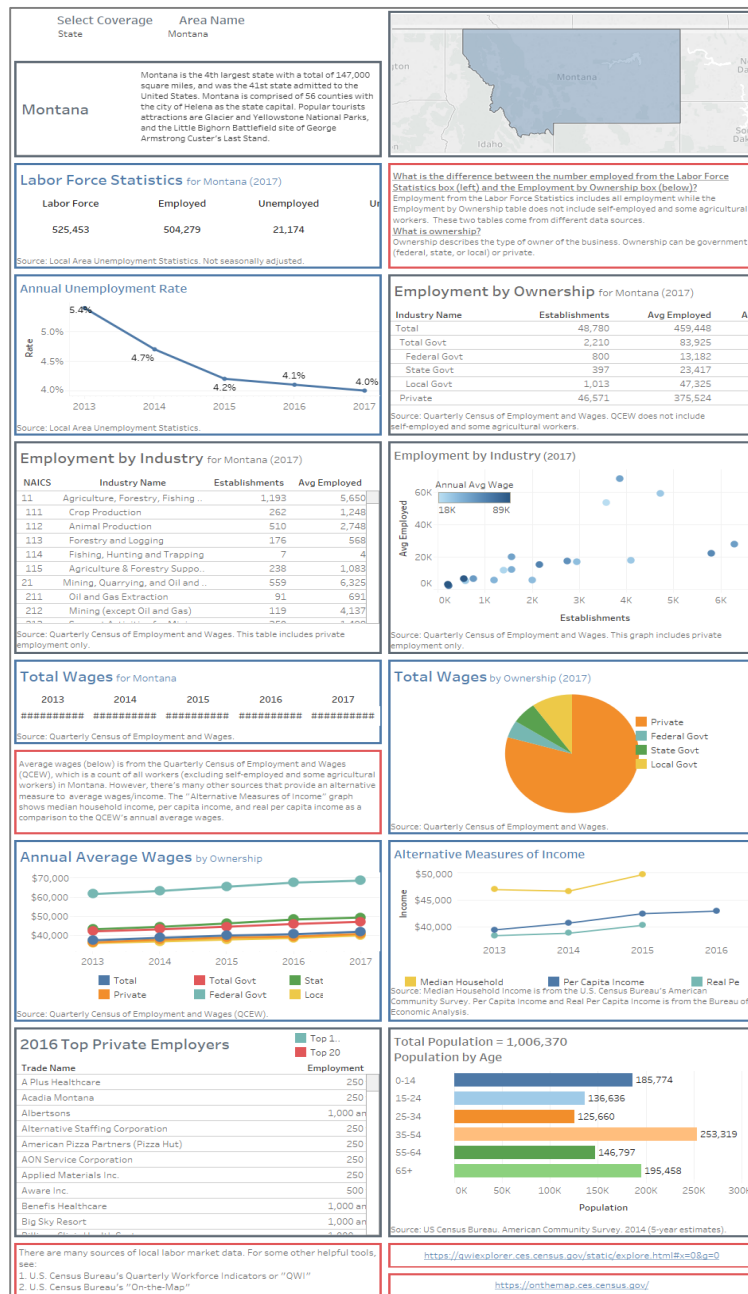 Select Coverage Area Name
State Montana
Montana
Montana is the 4th largest state with a total of 147,000
square miles, and was the 41st state admitted to the
United States. Montana is comprised of 56 counties with
the city of Helena as the state capital. Popular tourists
attractions are Glacier and Yellowstone National Parks,
and the Little Bighorn Battlefield site of George
Armstrong Custer's Last Stand.
Montana
Idaho
Labor Force Statistics for Montana (2017)
Labor Force Employed Unemployed Un
525,453 504,279 21,174
Source: Local Area Unemployment Statistics. Not seasonally adjusted.
What is the difference between the number employed from the Labor Force
Statistics box (left) and the Employment by Ownership box (below)?
Employment from the Labor Force Statistics includes all employment while the
Employment by Ownership table does not include self-employed and some agricultural
workers. These two tables come from different data sources.
What is ownership?
Ownership describes the type of owner of the business. Ownership can be government
(federal, state, or local) or private.
Annual Unemployment Rate
Rate
5.0%
4.5%
4.0%
5.4%
4.7%
4.2%
4.1%
4.0%
2013 2014 2015 2016 2017
Source: Local Area Unemployment Statistics.
Employment by Ownership for Montana (2017)
Industry Name Establishments Avg Employed A
Total 48,780 459,448
Total Govt 2,210 83,925
Federal Govt 800 13,182
State Govt 397 23,417
Local Govt 1,013 47,325
Private 46,571 375,524
Source: Quarterly Census of Employment and Wages. QCEW does not include
self-employed and some agricultural workers.
Employment by Industry for Montana (2017)
NAICS Industry Name Establishments Avg Employed
11 Agriculture, Forestry, Fishing .. 1,193 5,650
111 Crop Production 262 1,248
112 Animal Production 510 2,748
113 Forestry and Logging 176 568
114 Fishing, Hunting and Trapping 7 4
115 Agriculture & Forestry Suppo.. 238 1,083
21 Mining, Quarrying, and Oil and .. 559 6,325
211 Oil and Gas Extraction 91 691
212 Mining (except Oil and Gas) 119 4,137
Source: Quarterly Census of Employment and Wages. This table includes private
employment only.
Employment by Industry (2017)
Annual Avg Wage
18K 89K
Avg Employed
60K
40K
20K
0K
0K 1K 2K 3K 4K 5K 6K
Establishments
Source: Quarterly Census of Employment and Wages. This graph includes private
employment only.
Total Wages for Montana
2013 2014 2015 2016 2017
########## ########## ########## ########## ##########
Source: Quarterly Census of Employment and Wages.
Average wages (below) is from the Quarterly Census of Employment and Wages
(QCEW), which is a count of all workers (excluding self-employed and some agricultural
workers) in Montana. However, there's many other sources that provide an alternative
measure to average wages/income. The "Alternative Measures of Income" graph
shows median household income, per capita income, and real per capita income as a
comparison to the QCEW's annual average wages.
Total Wages by Ownership (2017)
Private
Federal Govt
State Govt
Local Govt
Source: Quarterly Census of Employment and Wages.
Annual Average Wages by Ownership
$70,000
$60,000
$50,000
$40,000
2013 2014 2015 2016 2017
Total Total Govt Stat
Private Federal Govt Loca
Source: Quarterly Census of Employment and Wages (QCEW).
Alternative Measures of Income
Income
$50,000
$45,000
$40,000
2013 2014 2015 2016
Median Household Per Capita Income Real Pe
Source: Median Household Income is from the U.S. Census Bureau's American
Community Survey. Per Capita Income and Real Per Capita Income is from the Bureau of
Economic Analysis.
2016 Top Private Employers
Top 1..
Top 20
Trade Name Employment
A Plus Healthcare 250
Acadia Montana 250
Albertsons 1,000 an
Alternative Staffing Corporation 250
American Pizza Partners (Pizza Hut) 250
AON Service Corporation 250
Applied Materials Inc. 250
Aware Inc. 500
Benefis Healthcare 1,000 an
Big Sky Resort 1,000 an
Total Population = 1,006,370
Population by Age
0-14 185,774
15-24 136,636
25-34 125,660
35-54 253,319
55-64 146,797
65+ 195,458
0K 50K 100K 150K 200K 250K 300K
Population
Source: US Census Bureau. American Community Survey. 2014 (5-year estimates).
There are many sources of local labor market data. For some other helpful tools,
see:
1. U.S. Census Bureau's Quarterly Workforce Indicators or "QWI"
2. U.S. Census Bureau's "On-the-Map"
https://qwiexplorer.ces.census.gov/static/explore.html#x=0&g=0
https://onthemap.ces.census.gov/